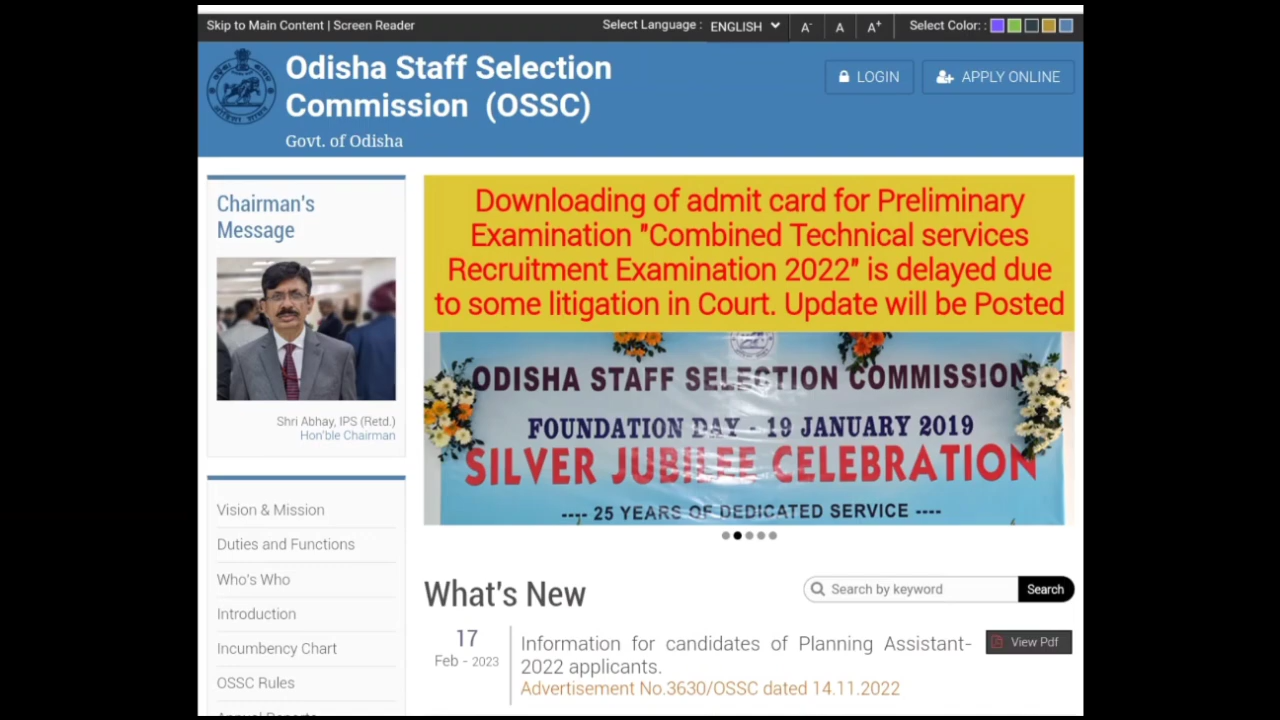 Skip to Main Content | Screen Reader
Select Language : ENGLISH A- A A+ Select Color: :
Odisha Staff Selection
Commission (OSSC)
Govt. of Odisha
LOGIN
APPLY ONLINE
Chairman's
Message
Shri Abhay, IPS (Retd.)
Hon'ble Chairman
Vision & Mission
Duties and Functions
Who's Who
Introduction
Incumbency Chart
OSSC Rules
Downloading of admit card for Preliminary
Examination "Combined Technical services
Recruitment Examination 2022" is delayed due
to some litigation in Court. Update will be Posted
ODISHA STAFF SELECTION COMMISSION
FOUNDATION DAY - 19 JANUARY 2019
SILVER JUBILEE CELEBRATION
---- 25 YEARS OF DEDICATED SERVICE ----
What's New
Search by keyword
Search
17
Feb - 2023
Information for candidates of Planning Assistant-
2022 applicants.
Advertisement No.3630/OSSC dated 14.11.2022
View Pdf